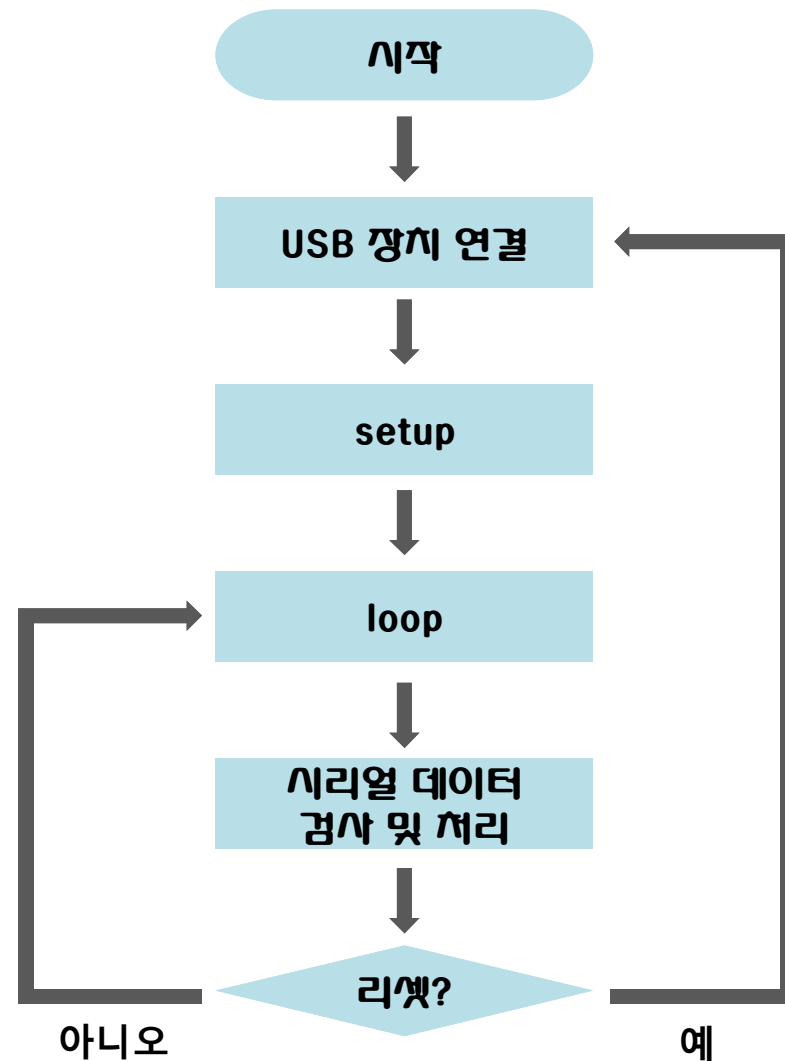 시작
USB 장치 연결
setup
loop
시리얼 데이터
검사 및 처리
리셋?
아니오
예